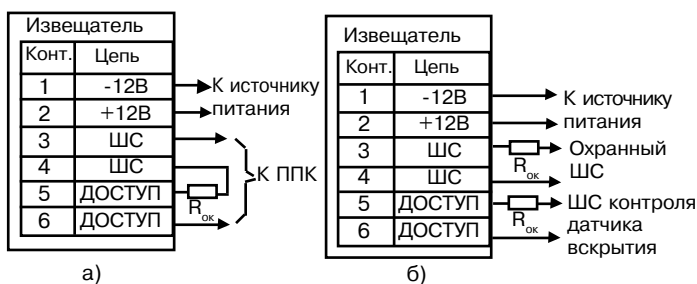 Извещатель
Конт. Цепь
1 -12В К источнику
2 +12В питания
3 ШС
4 ШС К ППК
5 ДОСТУП
Rок
6 ДОСТУП
а)
Извещатель
Конт. Цепь
1 -12В К источнику
2 +12В питания
3 ШС Охранный
Rок ШС
4 ШС
5 ДОСТУП ШС контроля
Rок датчика
6 ДОСТУП вскрытия
б)